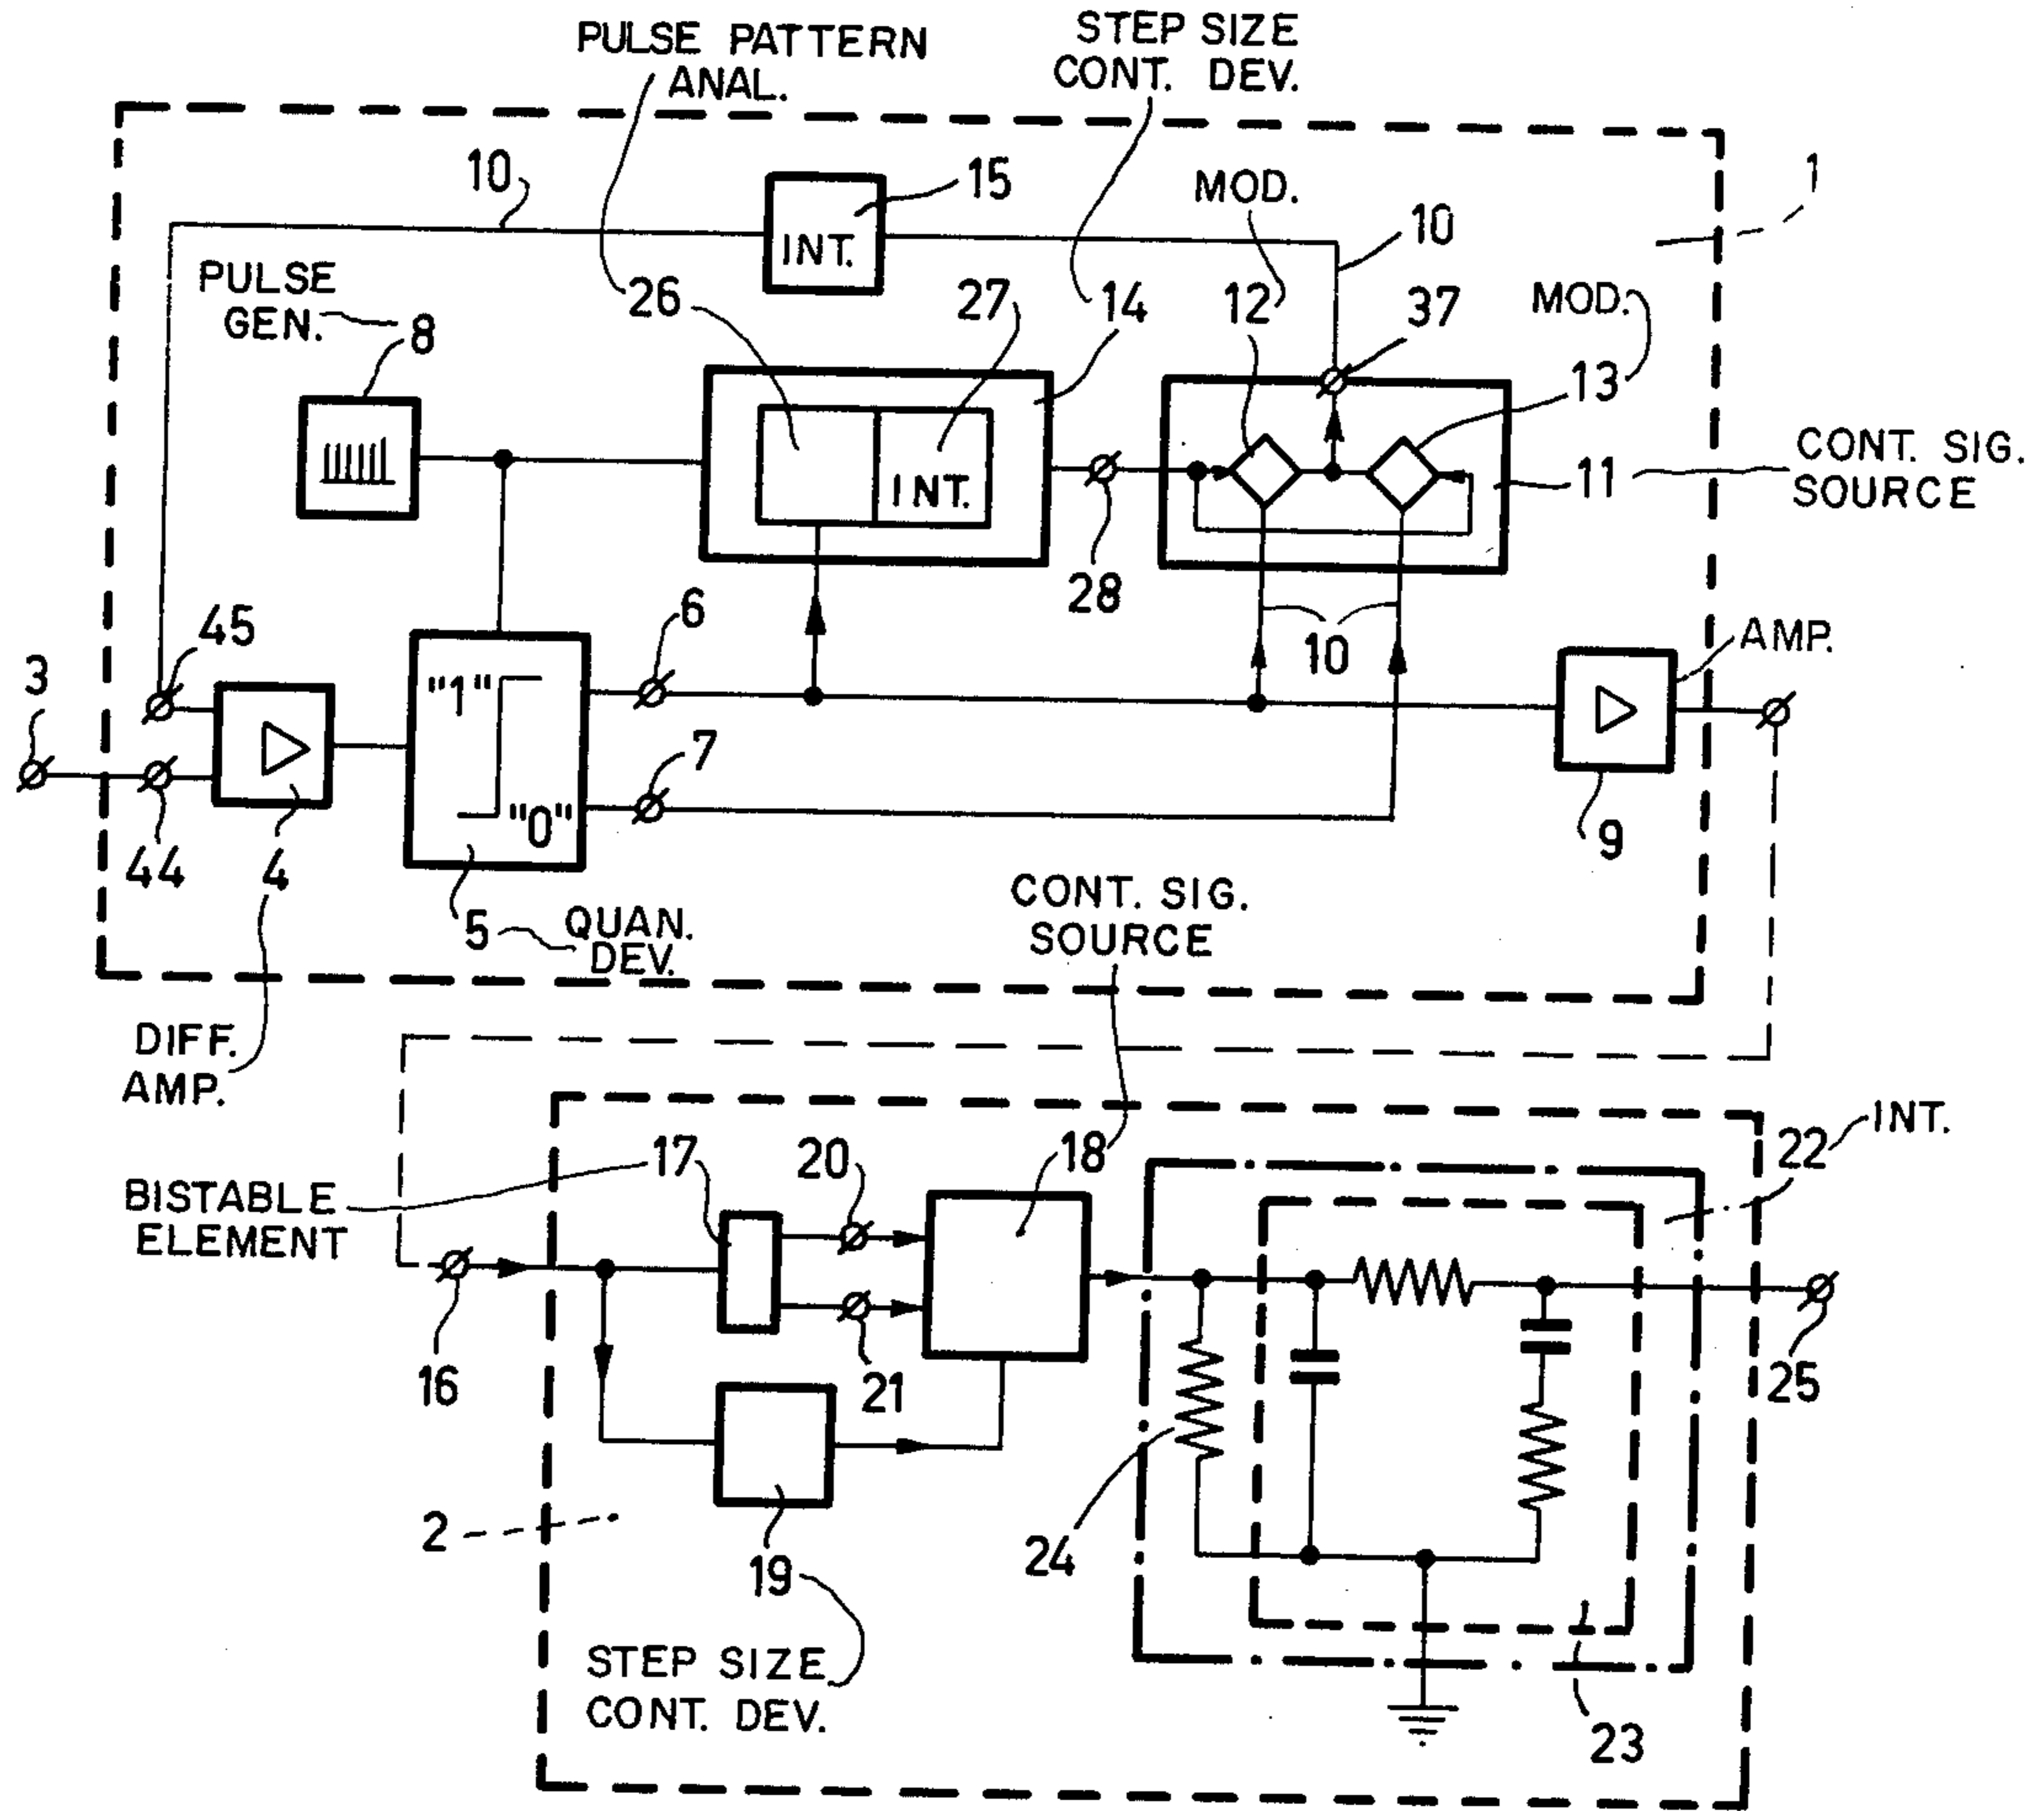 PULSE PATTERN
ANAL.
STEP SIZE
CONT. DEV.
10
15
INT.
MOD.
10
1
PULSE
GEN.
8
26
27
14
12
37
MOD.
13
INT.
CONT. SIG.
SOURCE
11
28
45
6
10
AMP.
3
"1"
"0"
7
44
4
5
QUAN.
DEV.
9
CONT. SIG.
SOURCE
DIFF.
AMP.
INT.
22
17
20
18
BISTABLE
ELEMENT
16
21
25
24
2
19
STEP SIZE
CONT. DEV.
23